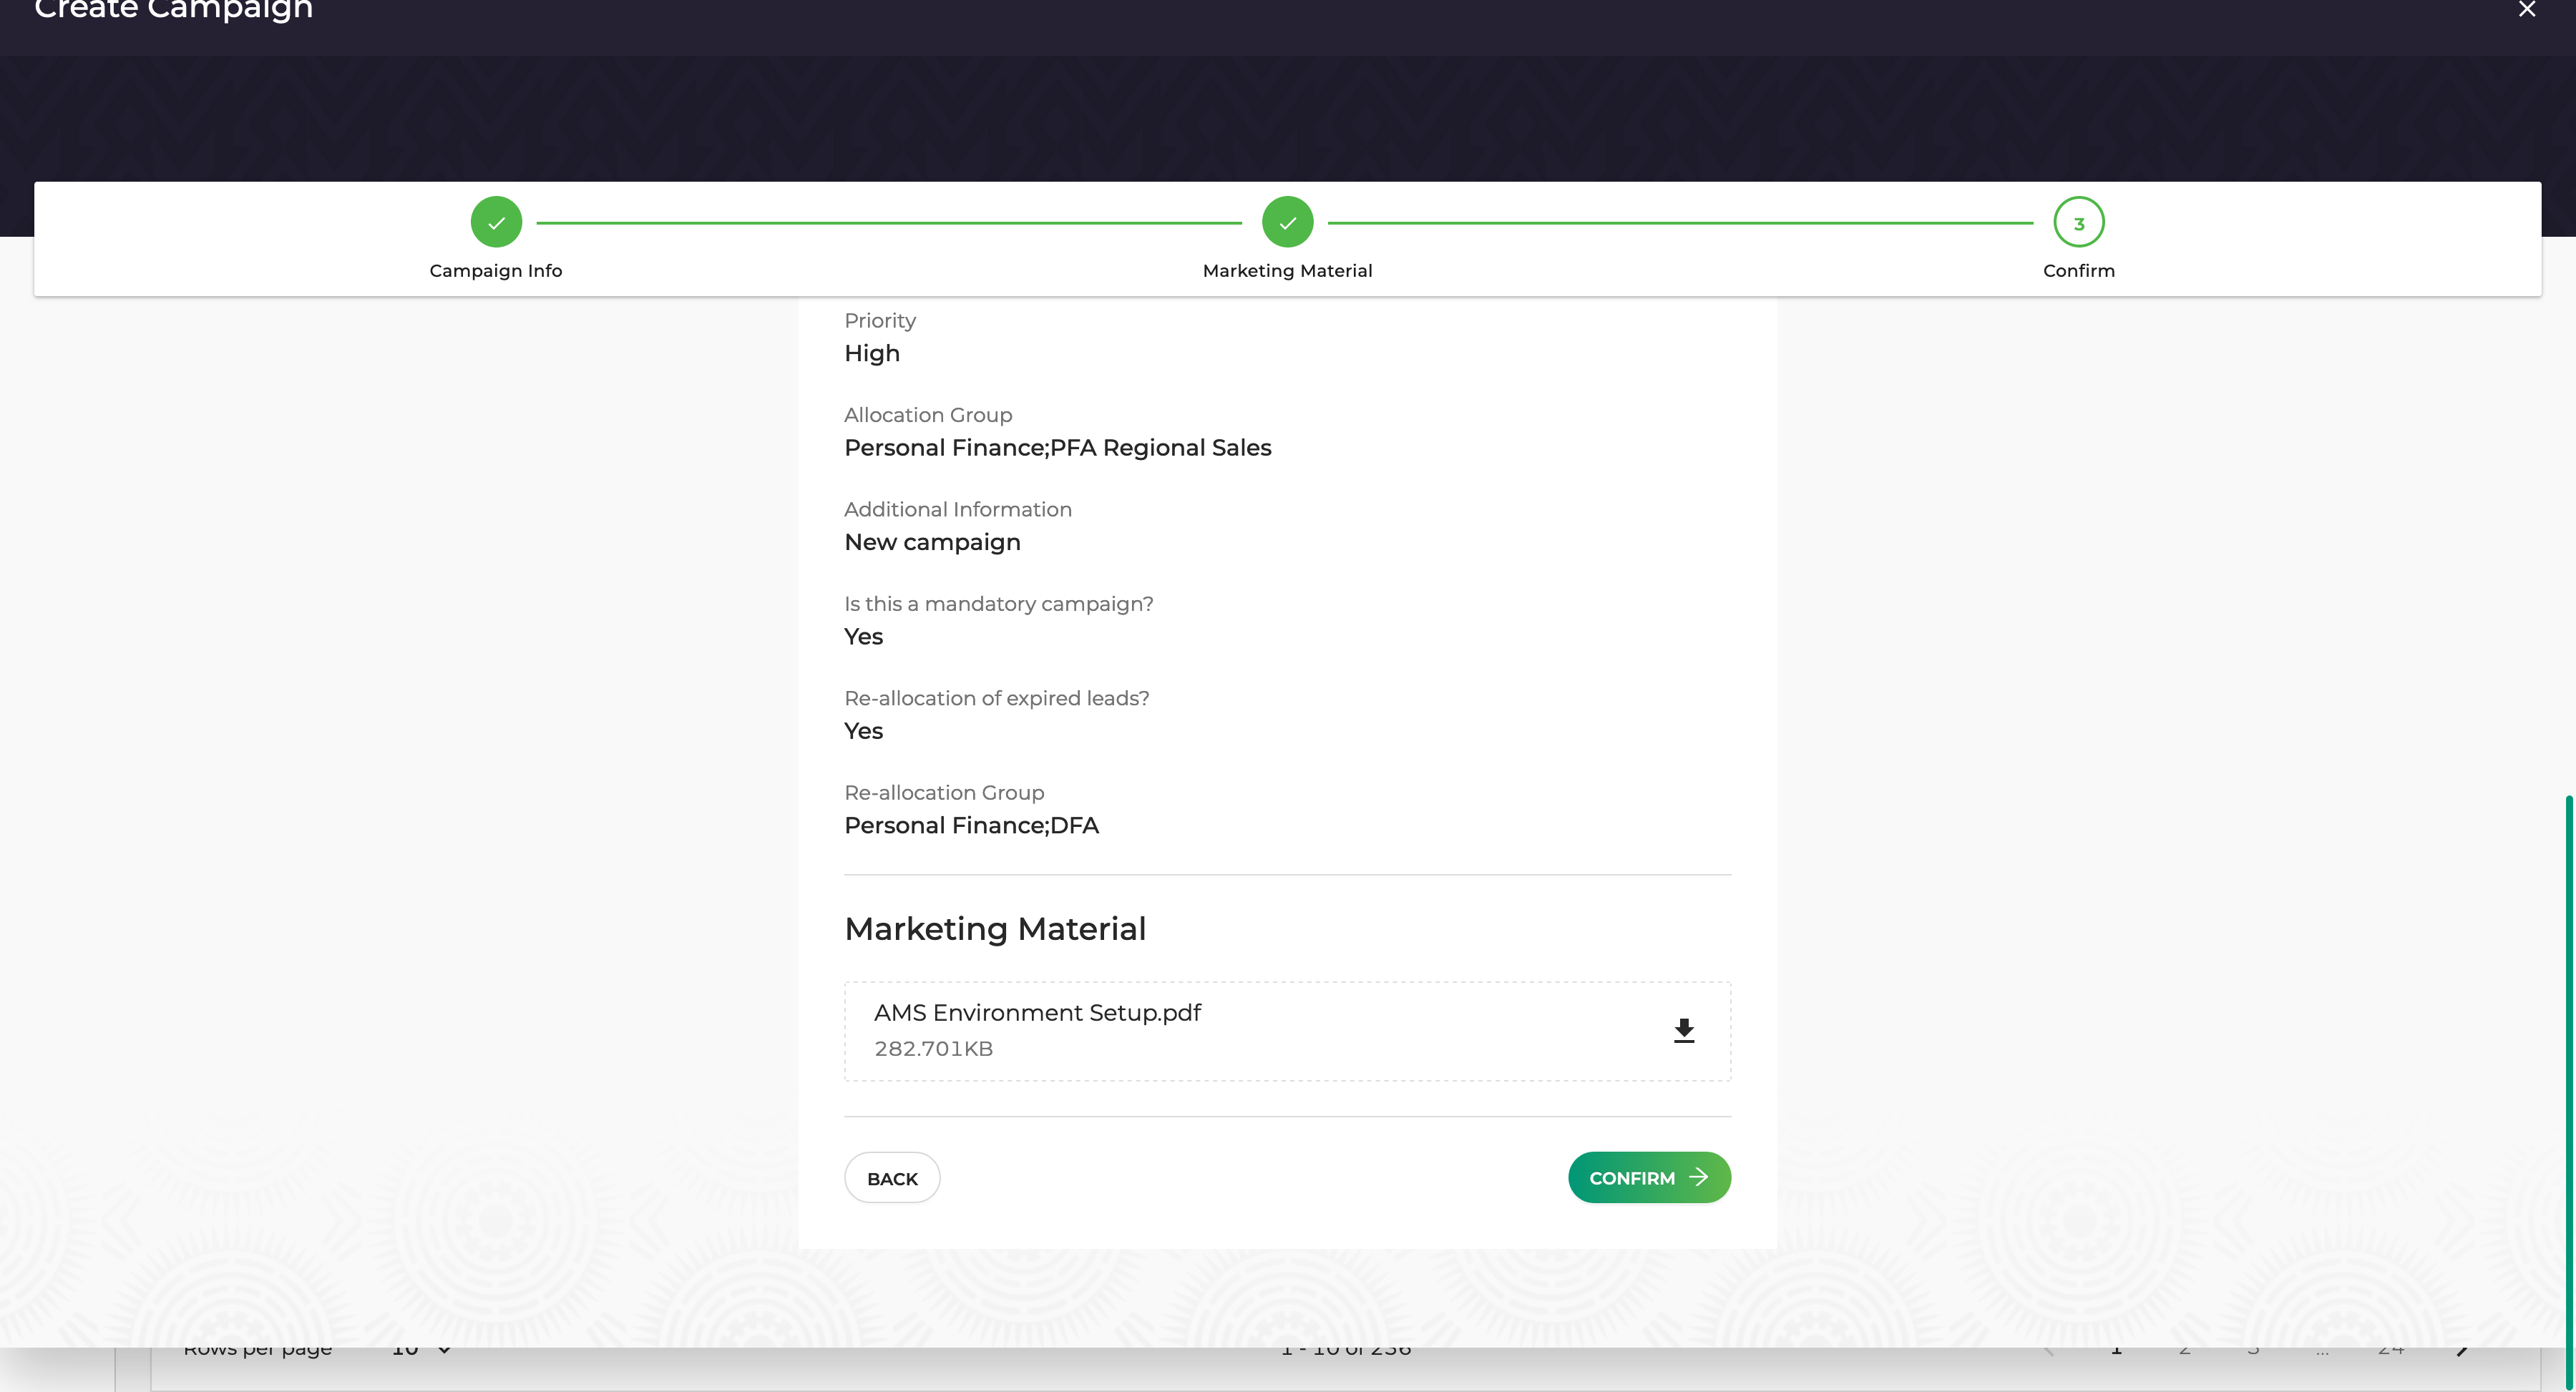 Create Campaign
3
Campaign Info
Marketing Material
Confirm
Priority
High
Allocation Group
Personal Finance;PFA Regional Sales
Additional Information
New campaign
Is this a mandatory campaign?
Yes
Re-allocation of expired leads?
Yes
Re-allocation Group
Personal Finance;DFA
Marketing Material
AMS Environment Setup.pdf
282.701KB
BACK
CONFIRM
Rows per page 10 1 - 10 of 236 1 2 3 ... 24